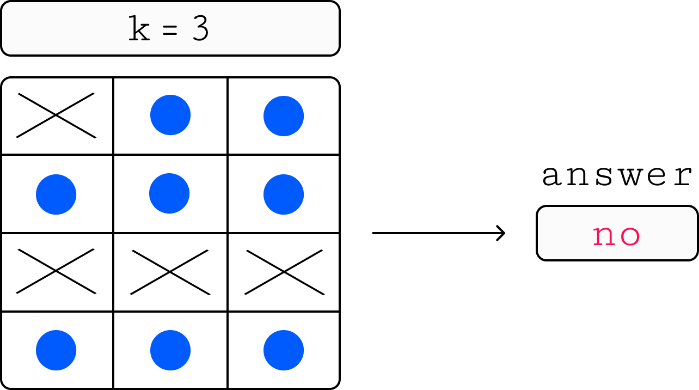 k = 3
answer
no